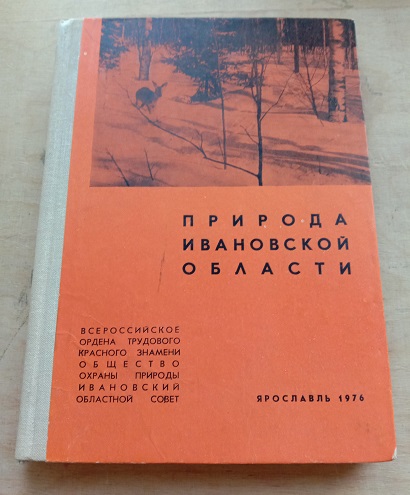 ПРИРОДА
ИВАНОВСКОЙ
ОБЛАСТИ
ВСЕРОССИЙСКОЕ
ОРДЕНА ТРУДОВОГО
КРАСНОГО ЗНАМЕНИ
ОБЩЕСТВО
ОХРАНЫ ПРИРОДЫ
ИВАНОВСКИЙ
ОБЛАСТНОЙ СОВЕТ
ЯРОСЛАВЛЬ 1976